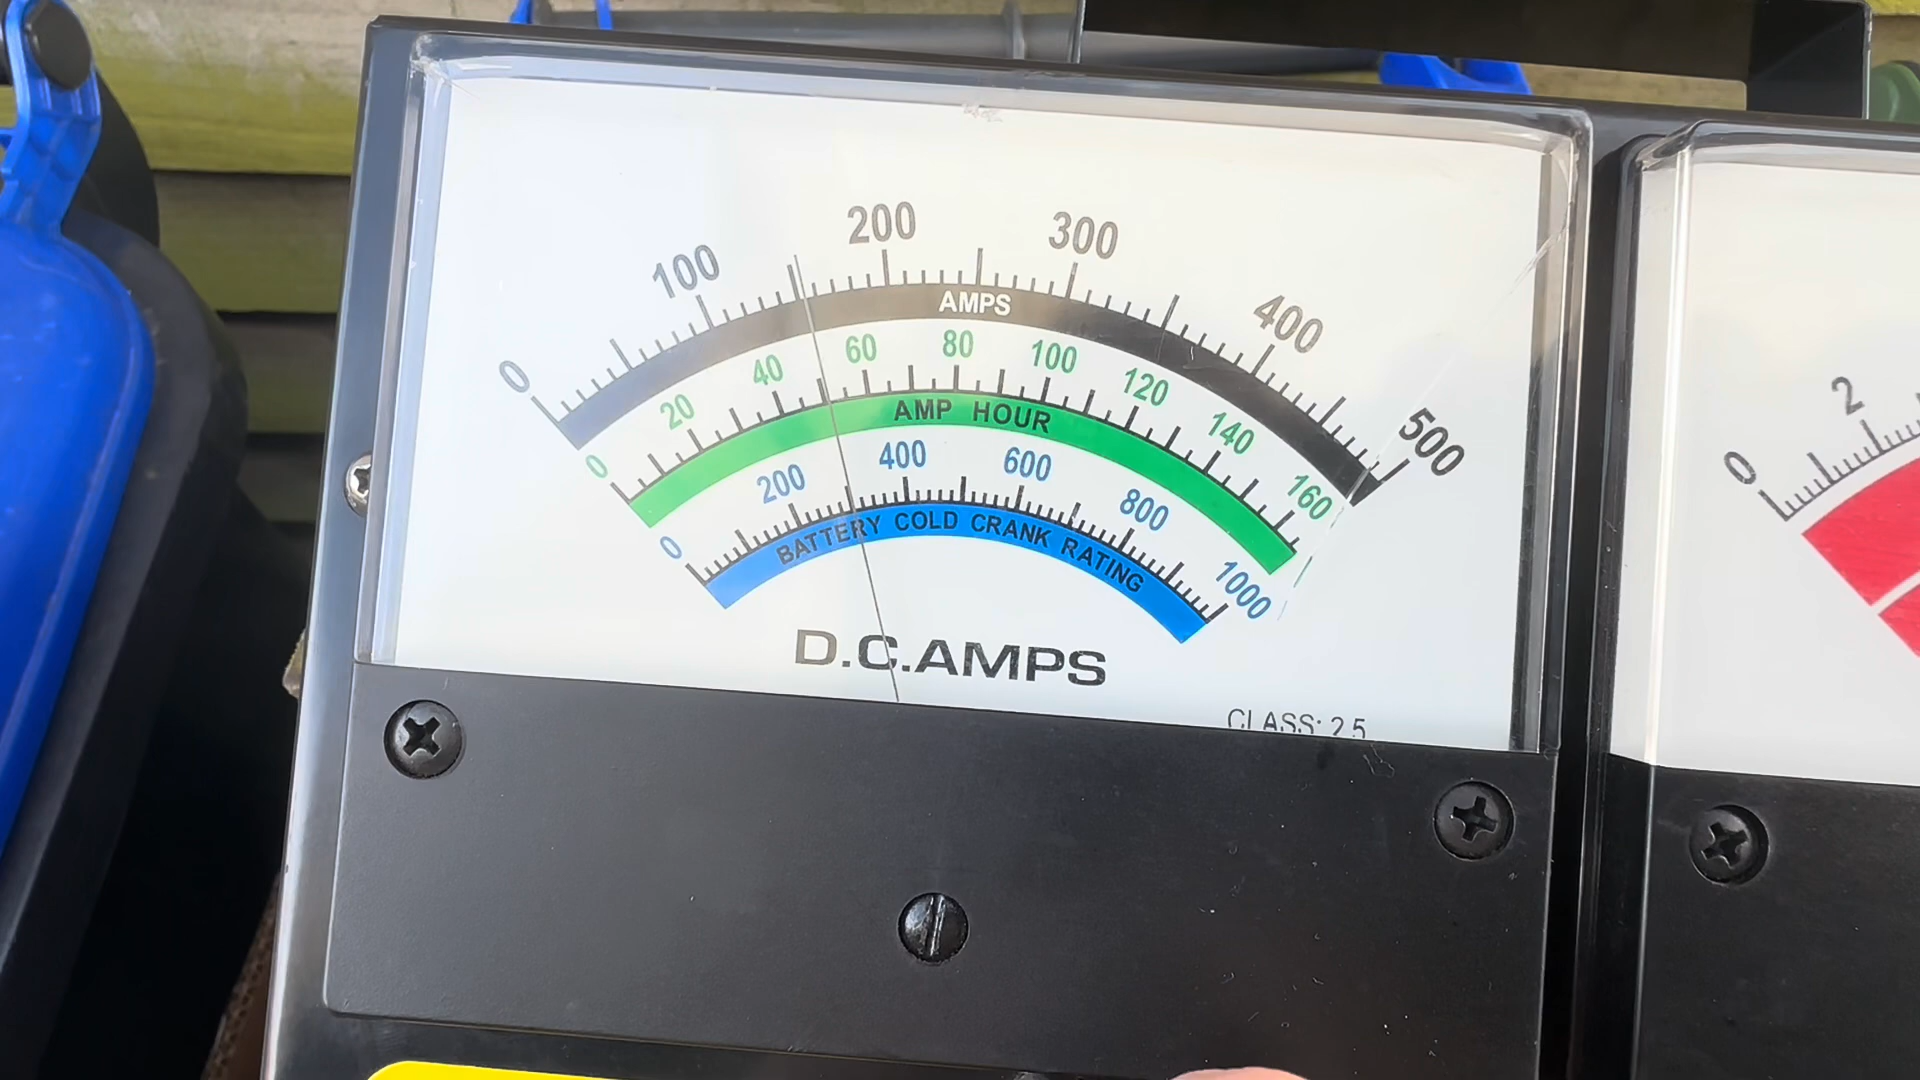 0 100 200 300 400 500
AMPS
0 20 40 60 80 100 120 140 160
AMP HOUR
0 200 400 600 800 1000
BATTERY COLD CRANK RATING
D.C.AMPS
CLASS: 2.5
0 2